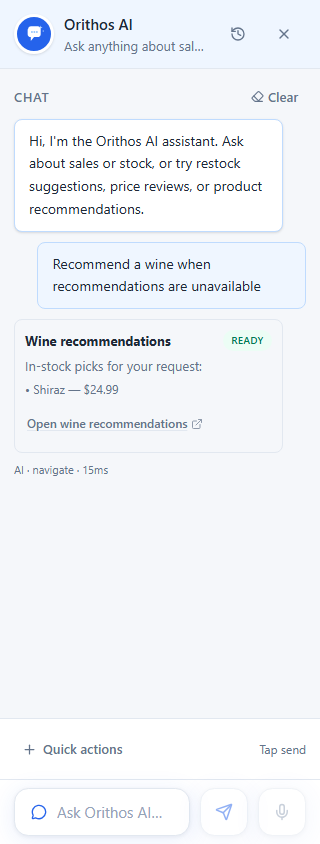 Orithos AI
Ask anything about sal...
CHAT
Clear
Hi, I'm the Orithos AI assistant. Ask
about sales or stock, or try restock
suggestions, price reviews, or product
recommendations.
Recommend a wine when
recommendations are unavailable
Wine recommendations
READY
In-stock picks for your request:
• Shiraz — $24.99
Open wine recommendations
AI · navigate · 15ms
Quick actions
Tap send
Ask Orithos AI...